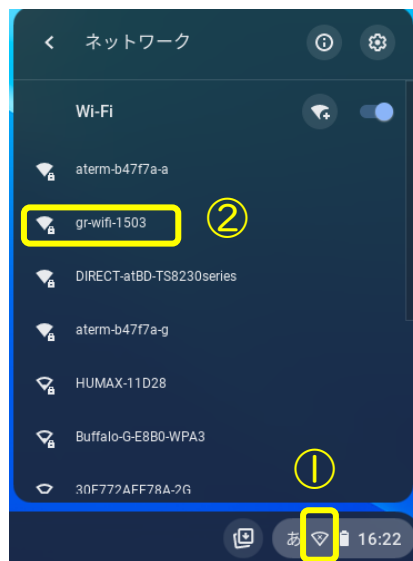 ネットワーク
Wi-Fi
aterm-b47f7a-a
gr-wifi-1503
②
DIRECT-atBD-TS8230series
aterm-b47f7a-g
HUMAX-11D28
Buffalo-G-E8B0-WPA3
①
30F772AFF78A-2G
あ 16:22